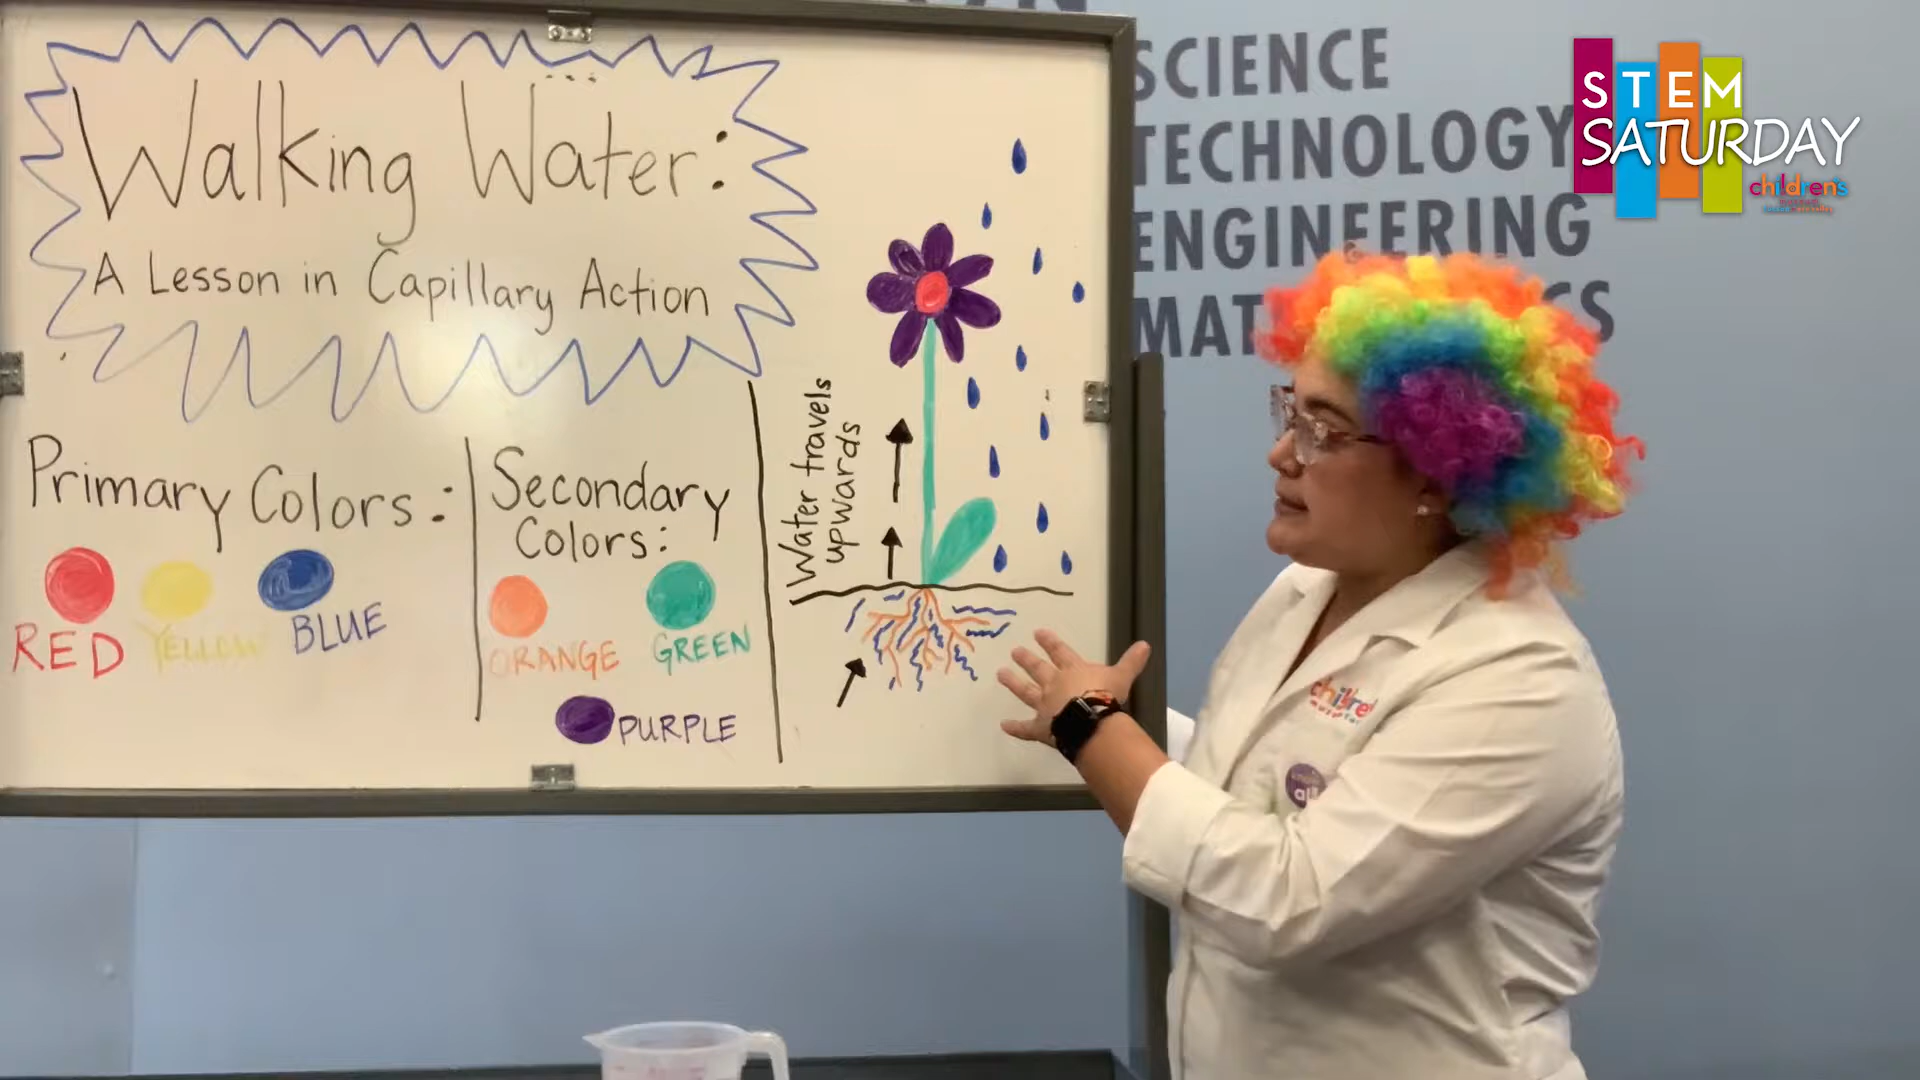 Walking Water:
A Lesson in Capillary Action
Primary Colors:
RED
YELLOW
BLUE
Secondary
Colors:
ORANGE
GREEN
PURPLE
Water travels
upwards
SCIENCE
TECHNOLOGY
ENGINEERING
STEM
SATURDAY
children's